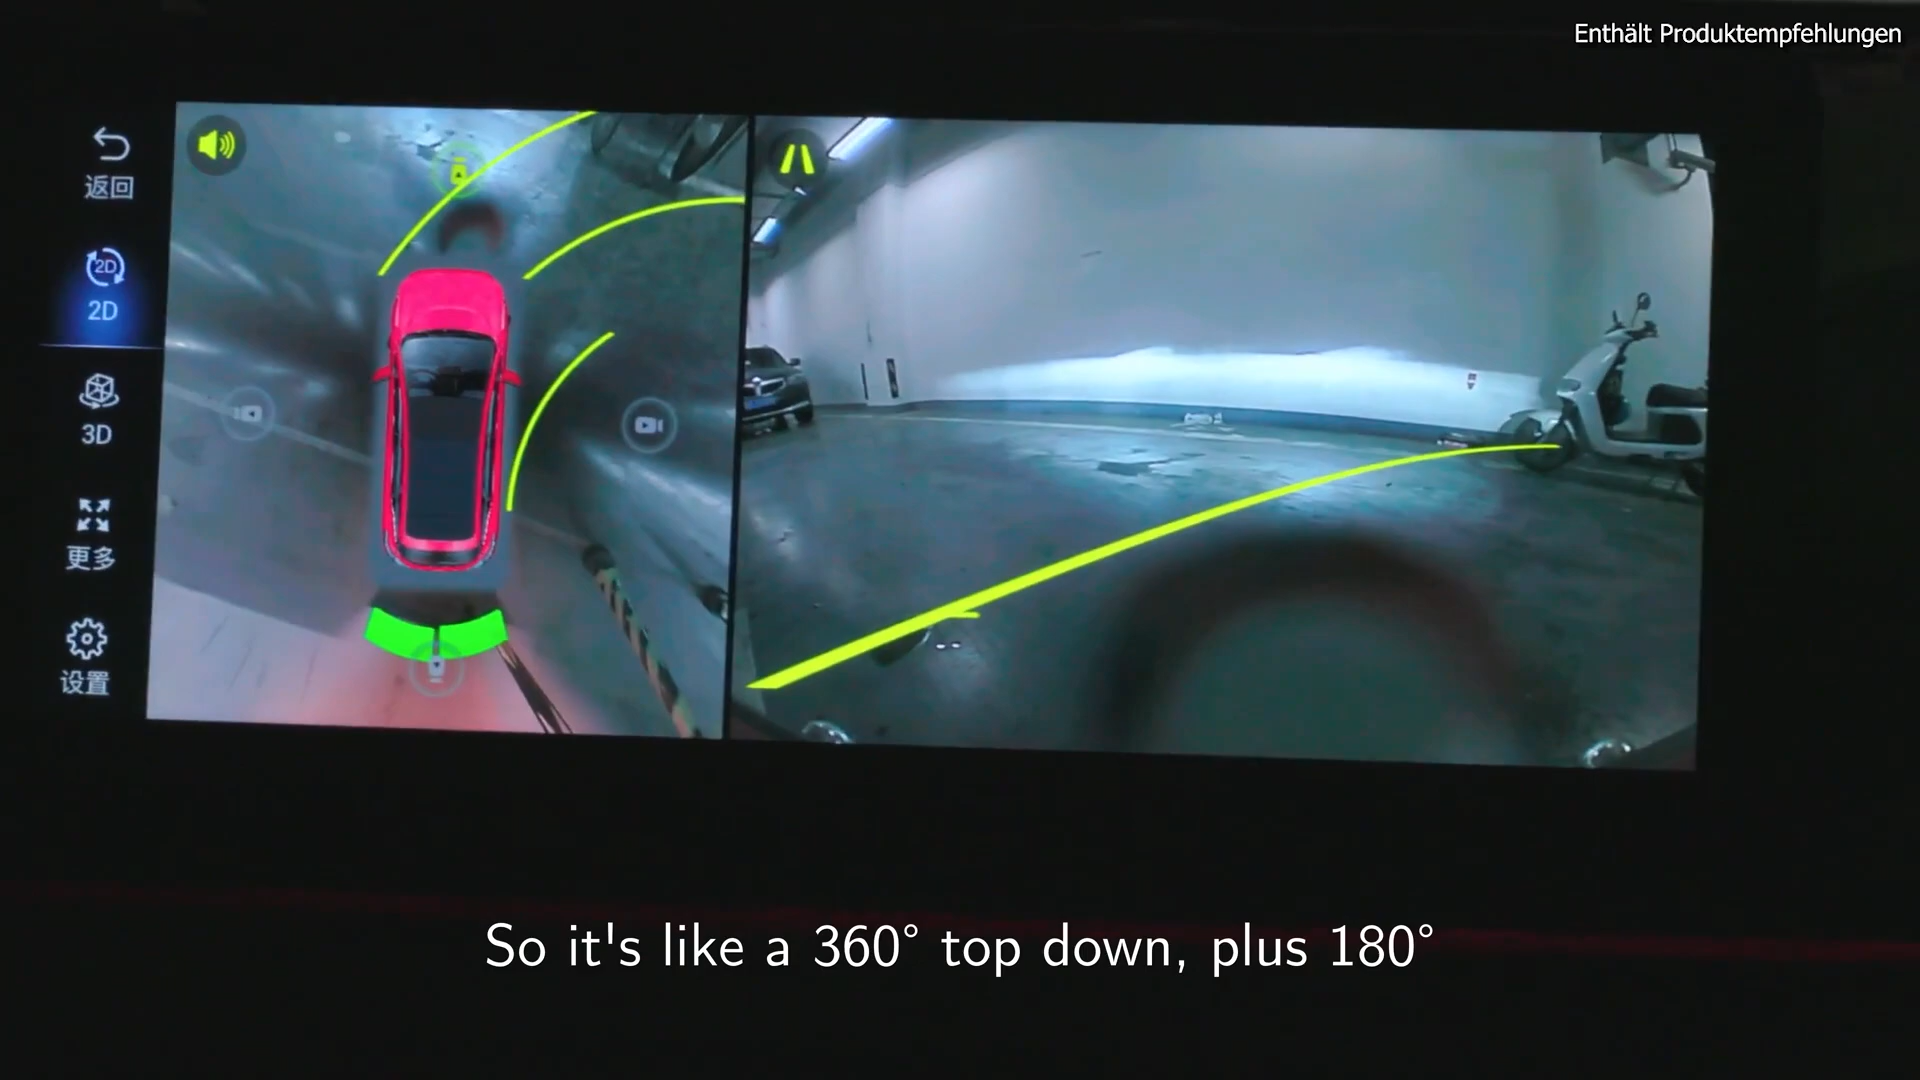 Enthält Produktempfehlungen
返回
2D
2D
3D
更多
设置
So it's like a 360° top down, plus 180°